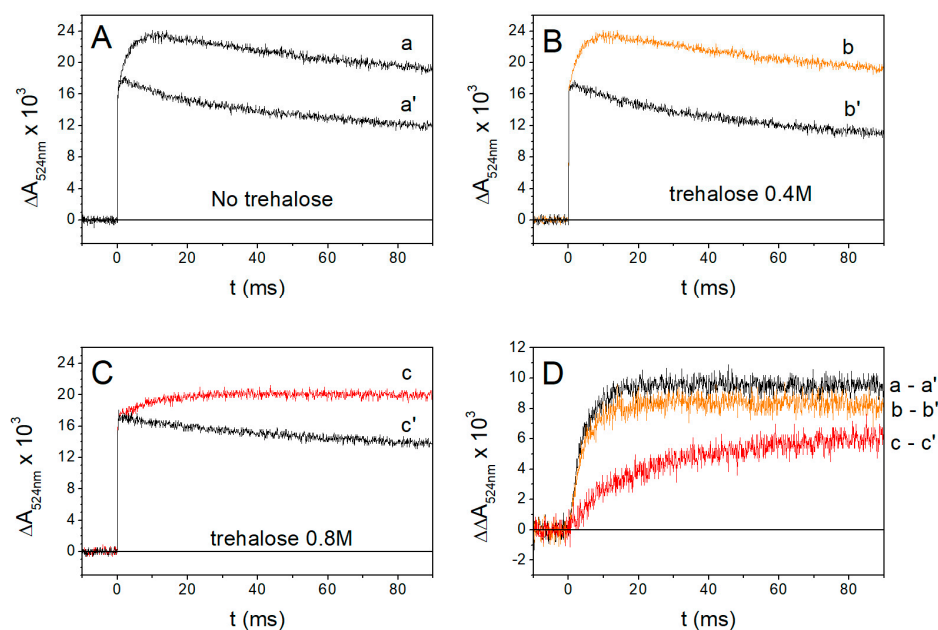 A
a
a'
No trehalose
ΔA524nm x 10³
24
20
16
12
8
4
0
0 20 40 60 80
t (ms)
B
b
b'
trehalose 0.4M
ΔA524nm x 10³
24
20
16
12
8
4
0
0 20 40 60 80
t (ms)
C
c
c'
trehalose 0.8M
ΔA524nm x 10³
24
20
16
12
8
4
0
0 20 40 60 80
t (ms)
D
a - a'
b - b'
c - c'
ΔΔA524nm x 10³
12
10
8
6
4
2
0
-2
0 20 40 60 80
t (ms)